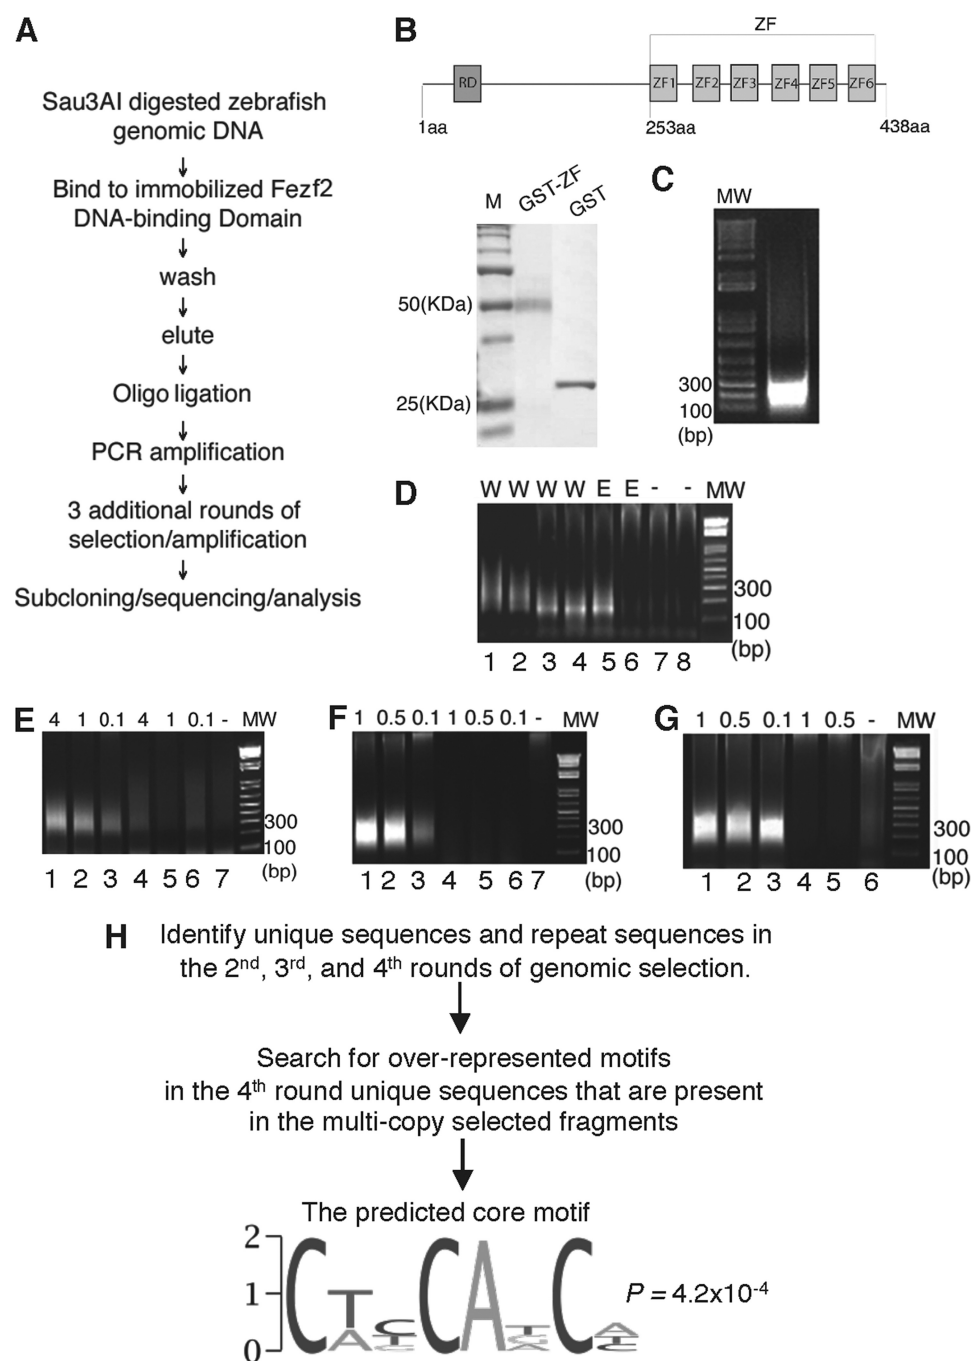 A
Sau3AI digested zebrafish
genomic DNA
Bind to immobilized Fezf2
DNA-binding Domain
wash
elute
Oligo ligation
PCR amplification
3 additional rounds of
selection/amplification
Subcloning/sequencing/analysis
B
ZF
RD ZF1 ZF2 ZF3 ZF4 ZF5 ZF6
1aa 253aa 438aa
M GST-ZF GST
50(KDa)
25(KDa)
C
MW
300
100
(bp)
D
W W W W E E - - MW
300
100
(bp)
1 2 3 4 5 6 7 8
E
4 1 0.1 4 1 0.1 - MW
300
100
(bp)
1 2 3 4 5 6 7
F
1 0.5 0.1 1 0.5 0.1 - MW
300
100
(bp)
1 2 3 4 5 6 7
G
1 0.5 0.1 1 0.5 - MW
300
100
(bp)
1 2 3 4 5 6
H
Identify unique sequences and repeat sequences in
the 2nd, 3rd, and 4th rounds of genomic selection.
Search for over-represented motifs
in the 4th round unique sequences that are present
in the multi-copy selected fragments
The predicted core motif
2
1
0
C T A C CA C A
P = 4.2x10-4